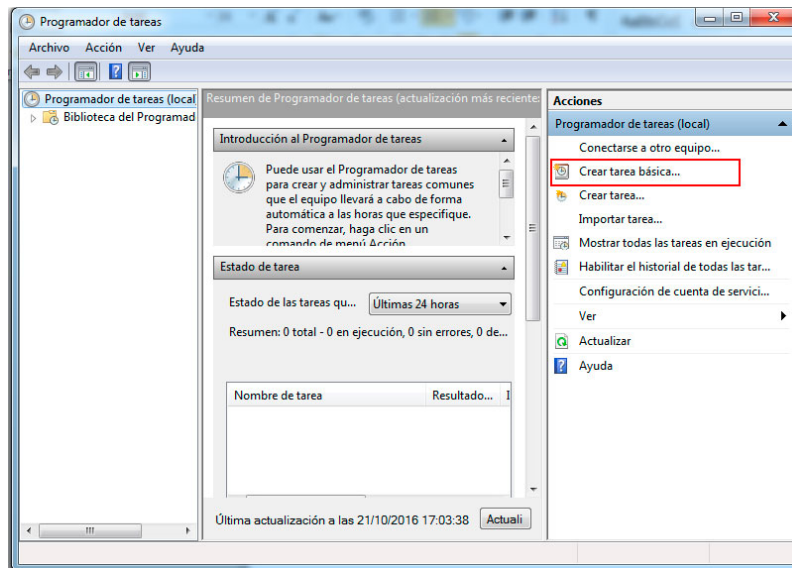 Programador de tareas
Archivo Acción Ver Ayuda
Programador de tareas (local
Biblioteca del Programad
Resumen de Programador de tareas (actualización más reciente:
Introducción al Programador de tareas
Puede usar el Programador de tareas
para crear y administrar tareas comunes
que el equipo llevará a cabo de forma
automática a las horas que especifique.
Para comenzar, haga clic en un
comando de menú Acción
Estado de tarea
Estado de las tareas qu... Últimas 24 horas
Resumen: 0 total - 0 en ejecución, 0 sin errores, 0 de...
Nombre de tarea Resultado... I
Última actualización a las 21/10/2016 17:03:38 Actuali
Acciones
Programador de tareas (local)
Conectarse a otro equipo...
Crear tarea básica...
Crear tarea...
Importar tarea...
Mostrar todas las tareas en ejecución
Habilitar el historial de todas las tar...
Configuración de cuenta de servici...
Ver
Actualizar
Ayuda